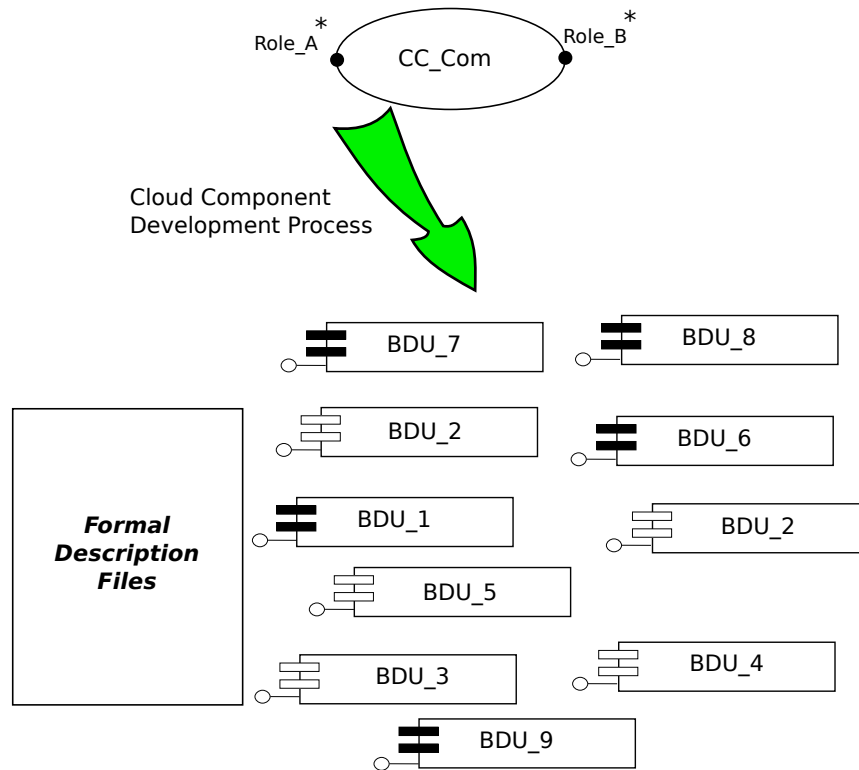 *
*
Role_A
Role_B
CC_Com
Cloud Component
Development Process
BDU_7
BDU_8
BDU_2
BDU_6
Formal
Description
Files
BDU_1
BDU_2
BDU_5
BDU_3
BDU_4
BDU_9